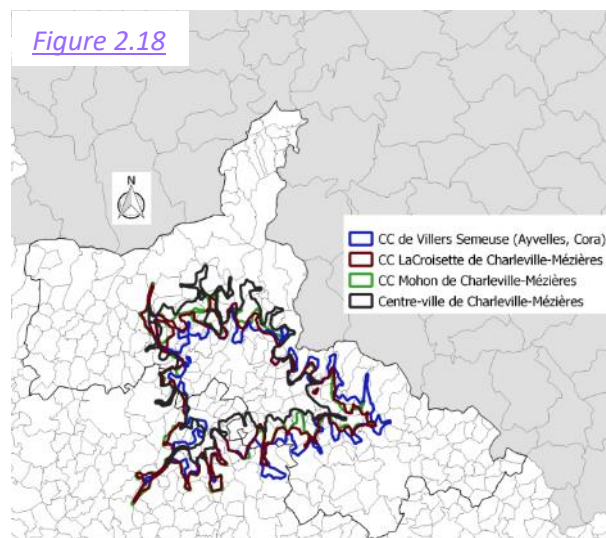 Figure 2.18
N
CC de Villers Semeuse (Ayvelles, Cora)
CC LaCroisette de Charleville-Mézières
CC Mohon de Charleville-Mézières
Centre-ville de Charleville-Mézières